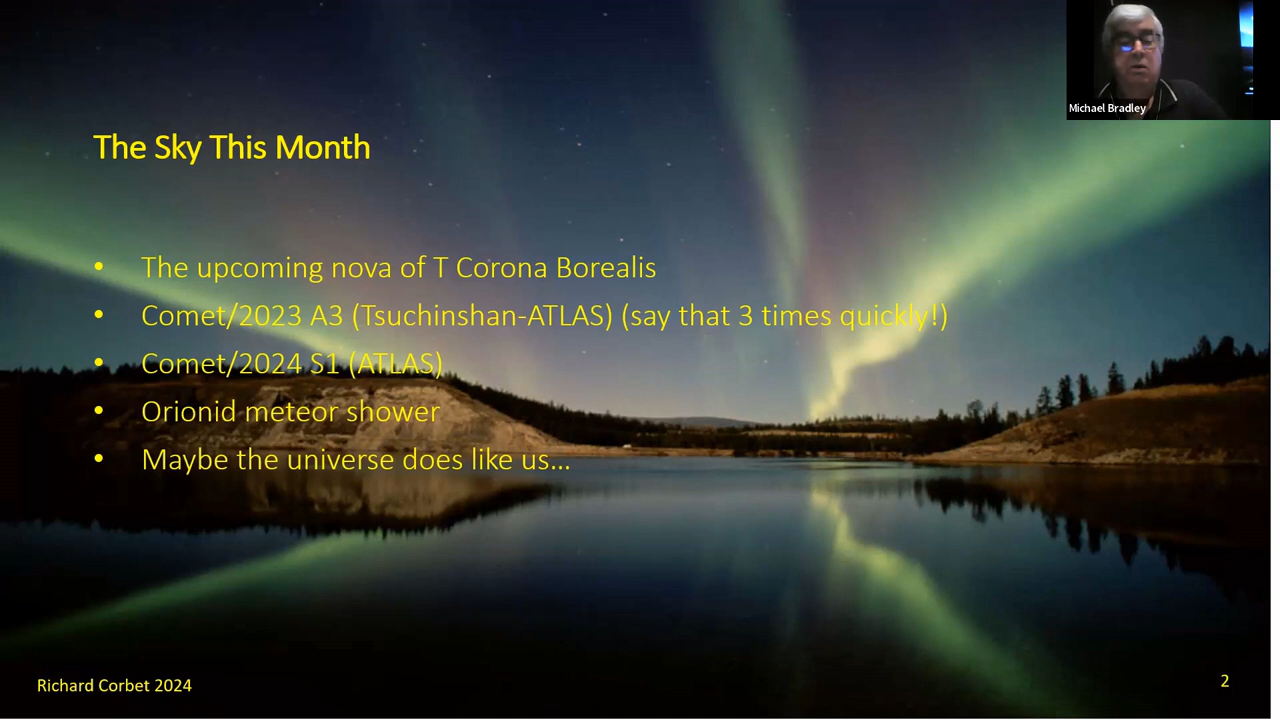 Michael Bradley
The Sky This Month
• The upcoming nova of T Corona Borealis
• Comet/2023 A3 (Tsuchinshan-ATLAS) (say that 3 times quickly!)
• Comet/2024 S1 (ATLAS)
• Orionid meteor shower
• Maybe the universe does like us…
Richard Corbet 2024
2